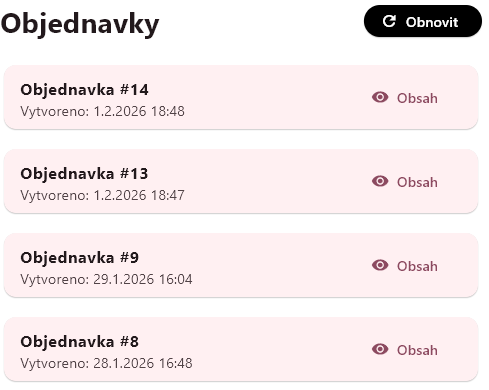 Objednavky
Obnovit
Objednavka #14
Vytvoreno: 1.2.2026 18:48
Obsah
Objednavka #13
Vytvoreno: 1.2.2026 18:47
Obsah
Objednavka #9
Vytvoreno: 29.1.2026 16:04
Obsah
Objednavka #8
Vytvoreno: 28.1.2026 16:48
Obsah